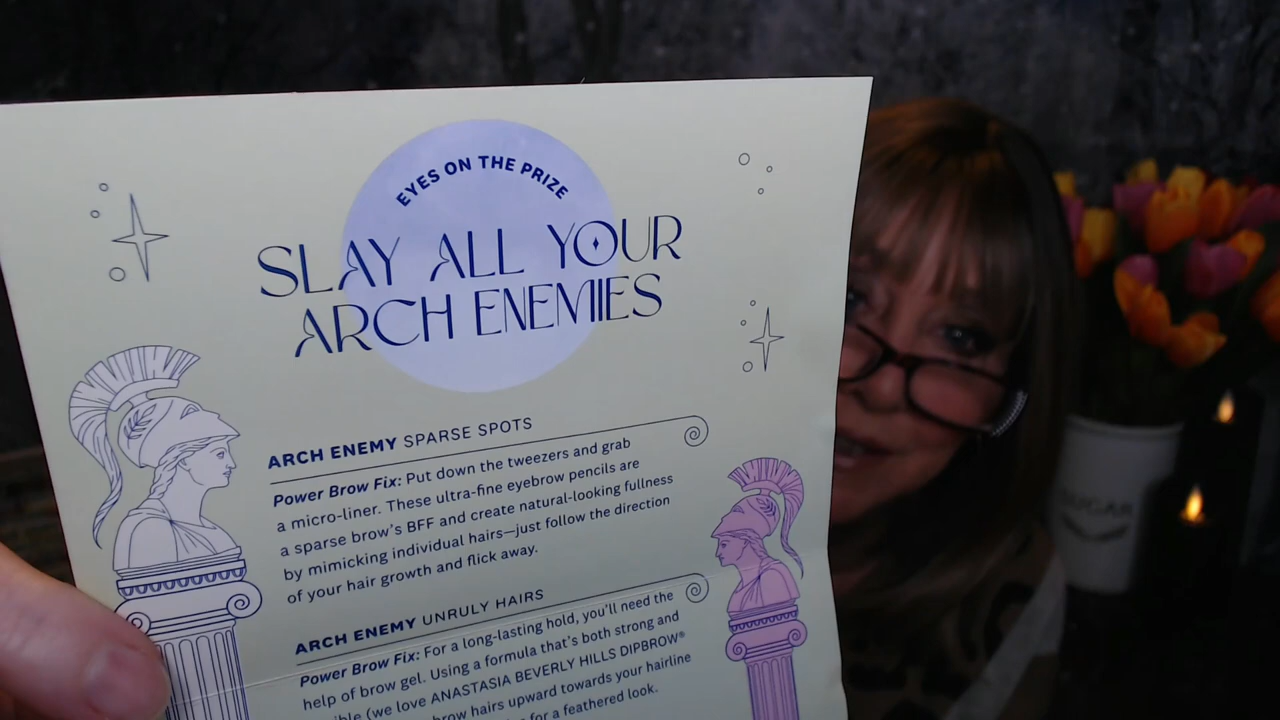 EYES ON THE PRIZE
SLAY ALL YOUR
ARCH ENEMIES
ARCH ENEMY SPARSE SPOTS
Power Brow Fix: Put down the tweezers and grab
a micro-liner. These ultra-fine eyebrow pencils are
a sparse brow's BFF and create natural-looking fullness
by mimicking individual hairs—just follow the direction
of your hair growth and flick away.
ARCH ENEMY UNRULY HAIRS
Power Brow Fix: For a long-lasting hold, you'll need the
help of brow gel. Using a formula that's both strong and
(we love ANASTASIA BEVERLY HILLS DIPBROW®
brow hairs upward towards your hairline
for a feathered look.